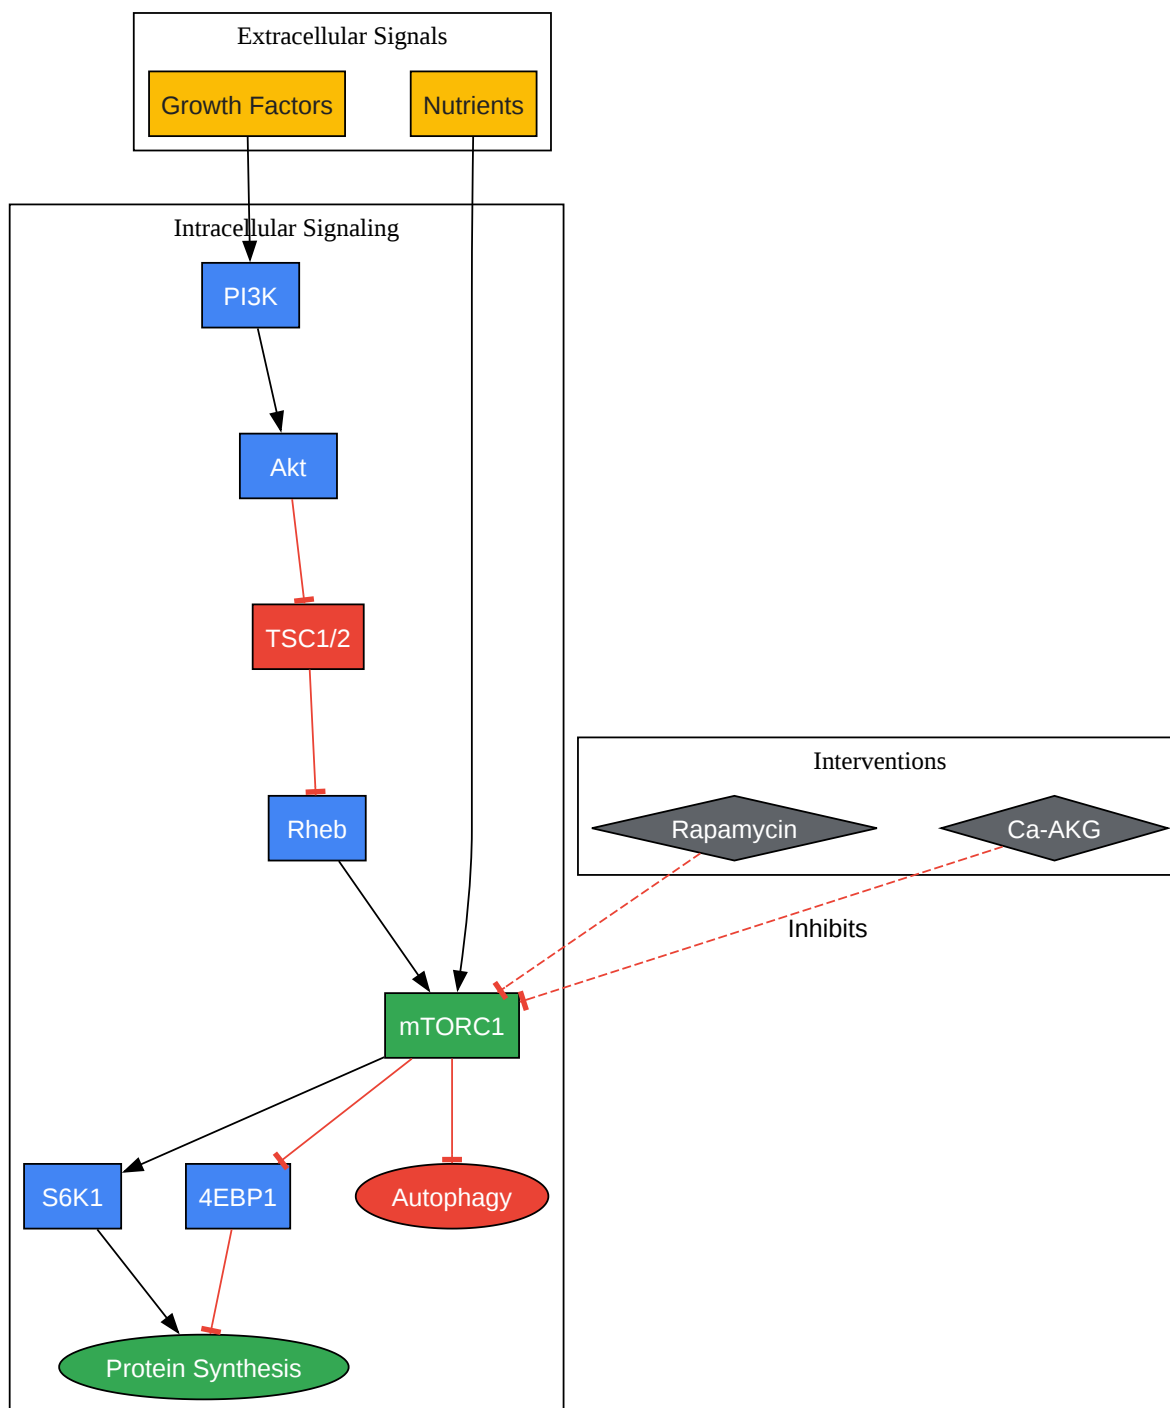 Extracellular Signals
Growth Factors
Nutrients
Intracellular Signaling
PI3K
Akt
TSC1/2
Interventions
Rheb
Rapamycin
Ca-AKG
Inhibits
mTORC1
S6K1
4EBP1
Autophagy
Protein Synthesis